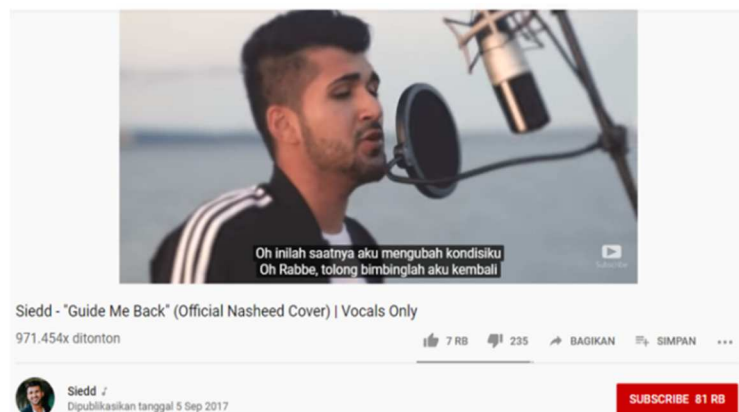 Oh inilah saatnya aku mengubah kondisiku
Oh Rabbe, tolong bimbinglah aku kembali
Subscribe
Siedd - "Guide Me Back" (Official Nasheed Cover) | Vocals Only
971.454x ditonton
7 RB 235 BAGIKAN SIMPAN
Siedd ♪
Dipublikasikan tanggal 5 Sep 2017
SUBSCRIBE 81 RB